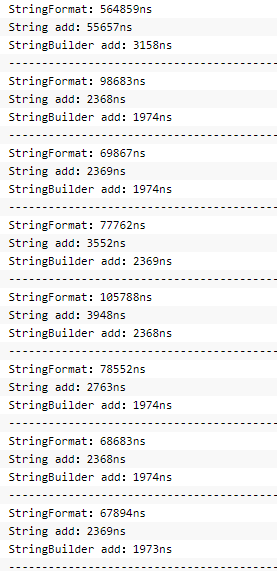 StringFormat: 564859ns
String add: 55657ns
StringBuilder add: 3158ns
-----------------------------------
StringFormat: 98683ns
String add: 2368ns
StringBuilder add: 1974ns
-----------------------------------
StringFormat: 69867ns
String add: 2369ns
StringBuilder add: 1974ns
-----------------------------------
StringFormat: 77762ns
String add: 3552ns
StringBuilder add: 2369ns
-----------------------------------
StringFormat: 105788ns
String add: 3948ns
StringBuilder add: 2368ns
-----------------------------------
StringFormat: 78552ns
String add: 2763ns
StringBuilder add: 1974ns
-----------------------------------
StringFormat: 68683ns
String add: 2368ns
StringBuilder add: 1974ns
-----------------------------------
StringFormat: 67894ns
String add: 2369ns
StringBuilder add: 1973ns
-----------------------------------